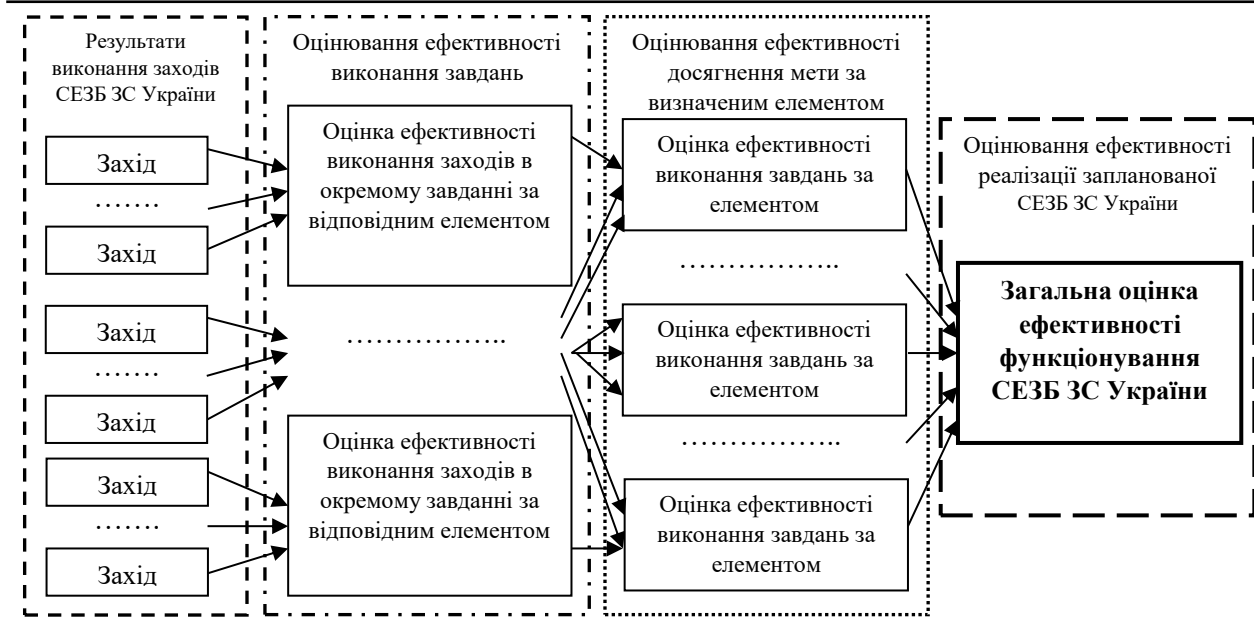 Результати
виконання заходів
СЕЗБ ЗС України
Захід
…….
Захід
Захід
…….
Захід
Захід
…….
Захід
Оцінювання ефективності
виконання завдань
Оцінка ефективності
виконання заходів в
окремому завданні за
відповідним елементом
……………..
Оцінка ефективності
виконання заходів в
окремому завданні за
відповідним елементом
Оцінювання ефективності
досягнення мети за
визначеним елементом
Оцінка ефективності
виконання завдань за
елементом
……………..
Оцінка ефективності
виконання завдань за
елементом
……………..
Оцінка ефективності
виконання завдань за
елементом
Оцінювання ефективності
реалізації запланованої
СЕЗБ ЗС України
Загальна оцінка
ефективності
функціонування
СЕЗБ ЗС України